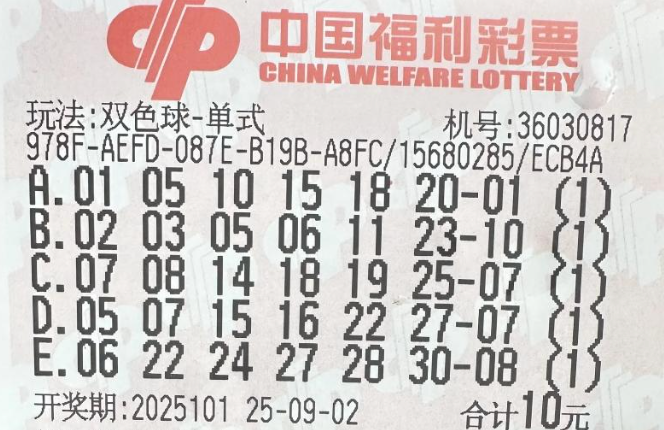 中国福利彩票
CHINA WELFARE LOTTERY
玩法:双色球-单式 机号:36030817
978F-AEFD-087E-B19B-A8FC/15680285/ECB4A
A.01 05 10 15 18 20-01 (1)
B.02 03 05 06 11 23-10 (1)
C.07 08 14 18 19 25-07 (1)
D.05 07 15 16 22 27-07 (1)
E.06 22 24 27 28 30-08 (1)
开奖期:2025101 25-09-02 合计10元